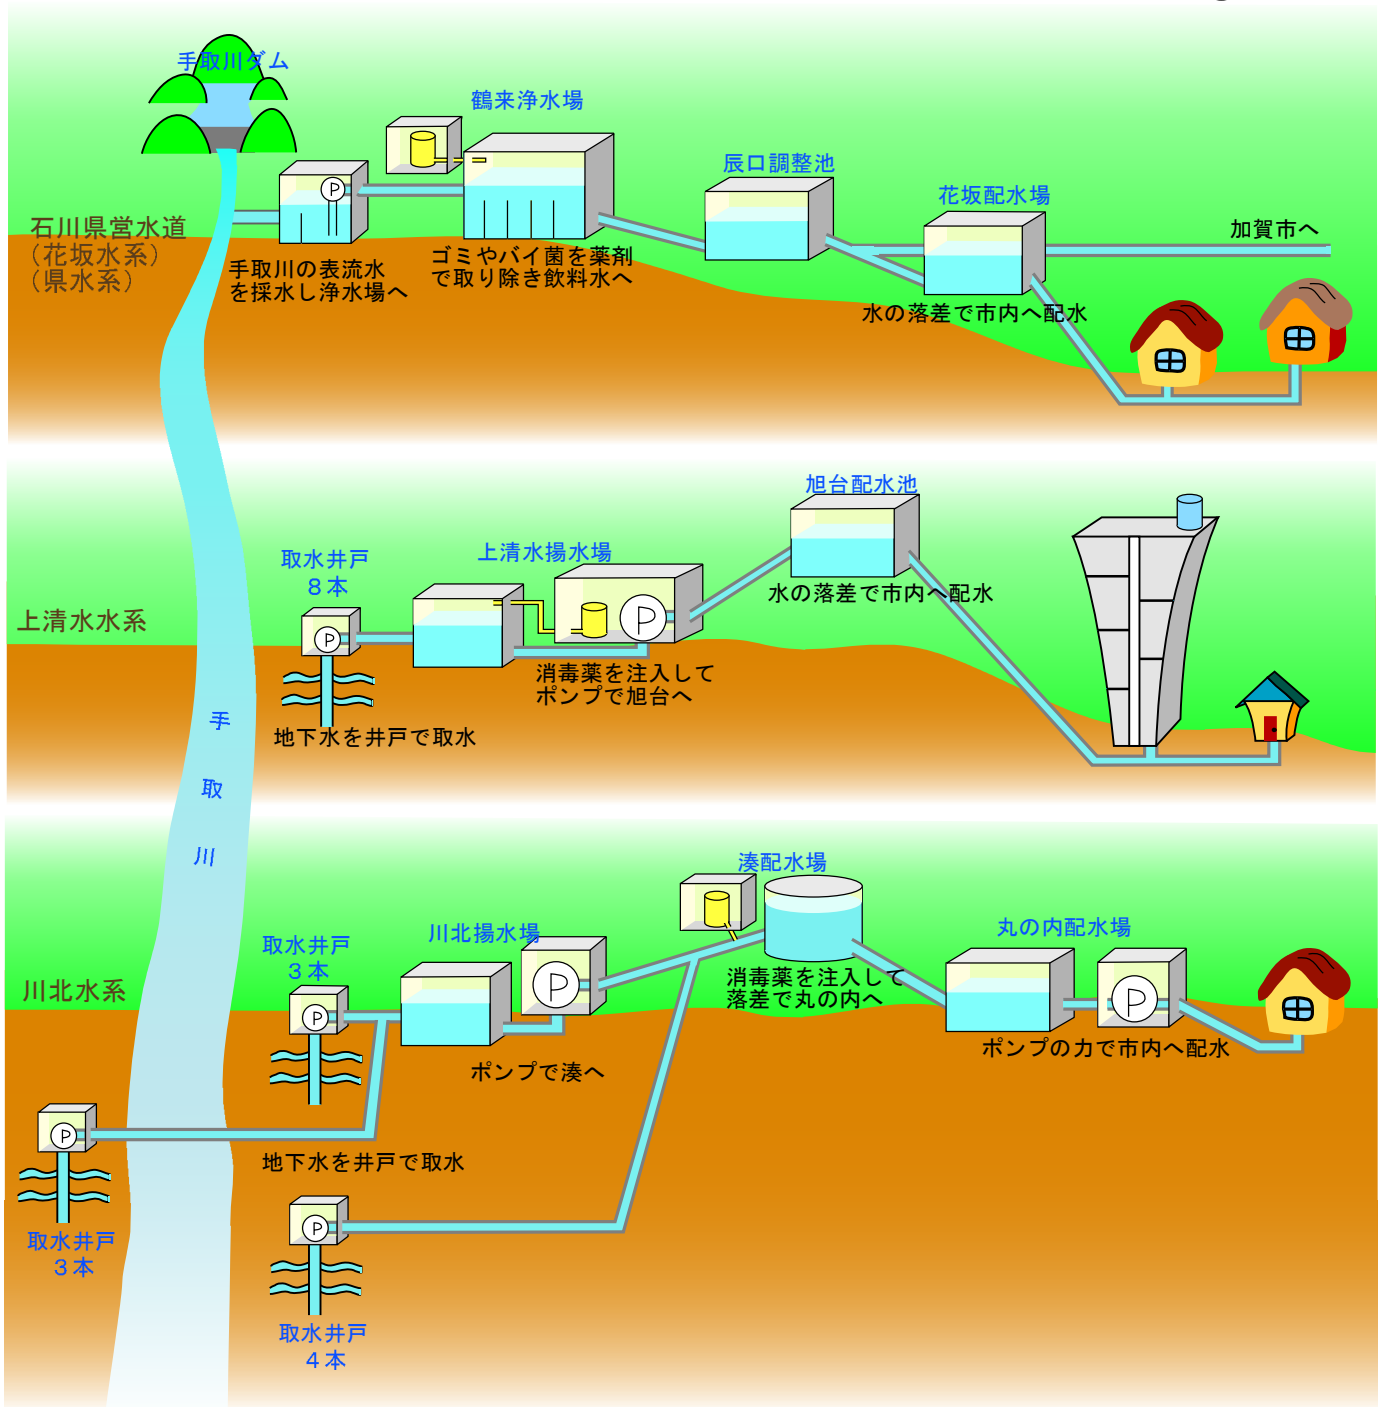 手取川ダム
鶴来浄水場
辰口調整池
花坂配水場
加賀市へ
石川県営水道
（花坂水系）
（県水系）
手取川の表流水
を採水し浄水場へ
ゴミやバイ菌を薬剤
で取り除き飲料水へ
水の落差で市内へ配水
P
旭台配水池
上清水揚水場
取水井戸
８本
上清水水系
P
P
水の落差で市内へ配水
消毒薬を注入して
ポンプで旭台へ
地下水を井戸で取水
手
取
川
湊配水場
川北揚水場
丸の内配水場
取水井戸
３本
川北水系
P
P
P
消毒薬を注入して
落差で丸の内へ
ポンプの力で市内へ配水
ポンプで湊へ
P
地下水を井戸で取水
取水井戸
３本
P
取水井戸
４本